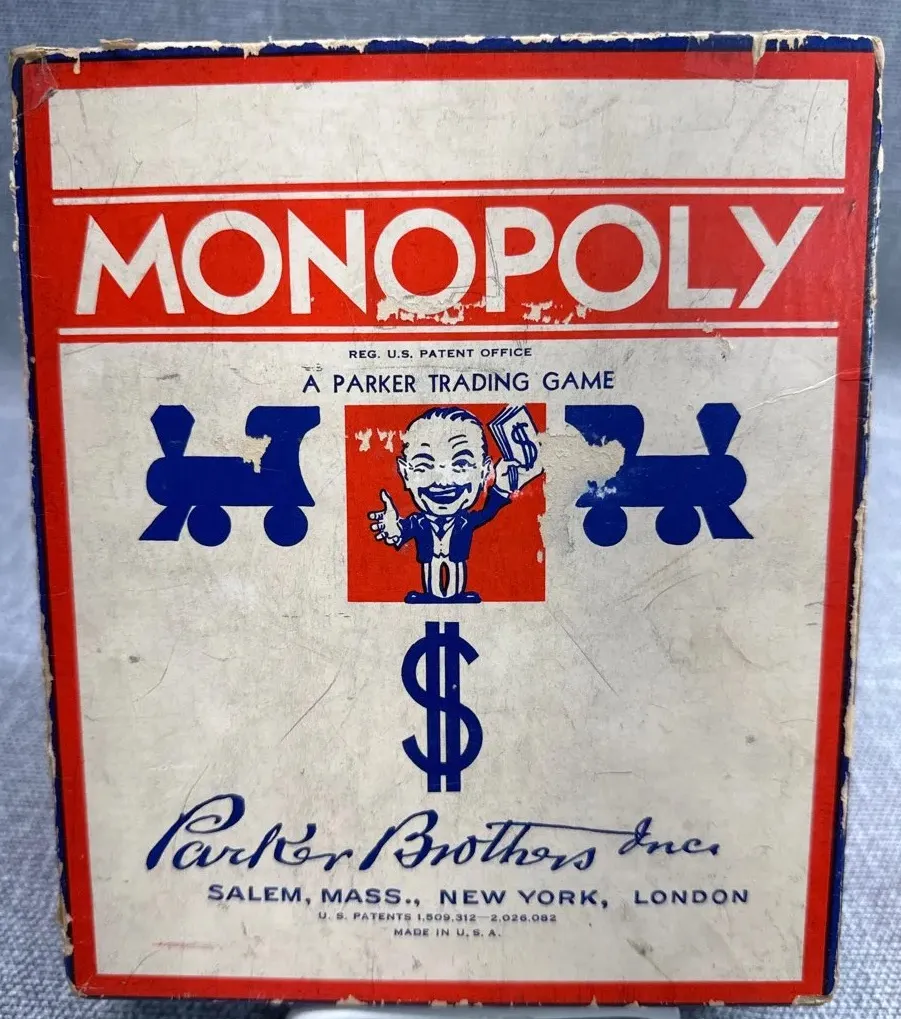 MONOPOLY
REG. U.S. PATENT OFFICE
A PARKER TRADING GAME
$
$
Parker Brothers Inc.
SALEM, MASS., NEW YORK, LONDON
U. S. PATENTS 1,509,312—2,026,082
MADE IN U. S. A.